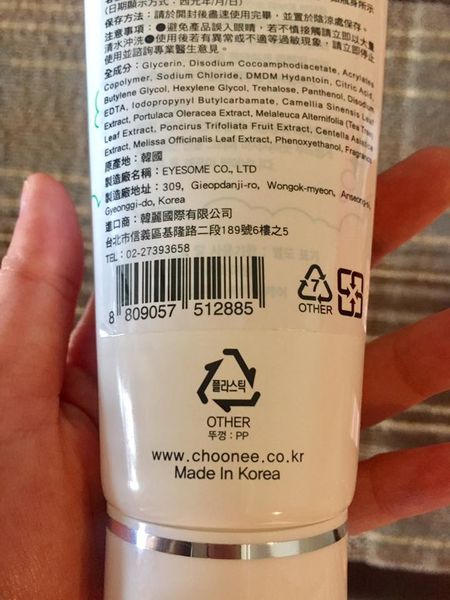 (日期顯示方式：西元年/月/日)
保存方法：請於開封後盡速使用完畢，並置於陰涼處保存。
注意事項：●避免產品誤入眼睛，若不慎接觸請立即以大量
清水沖洗●使用後若有異常或不適等過敏現象，請立即停止
使用並諮詢專業醫生意見。
全成分：Glycerin, Disodium Cocoamphodiacetate, Acrylates
Copolymer, Sodium Chloride, DMDM Hydantoin, Citric Acid,
Butylene Glycol, Hexylene Glycol, Trehalose, Panthenol, Disodium
EDTA, Iodopropynyl Butylcarbamate, Camellia Sinensis Leaf
Extract, Portulaca Oleracea Extract, Melaleuca Alternifolia (Tea Tree)
Leaf Extract, Poncirus Trifoliata Fruit Extract, Centella Asiatica
Extract, Melissa Officinalis Leaf Extract, Phenoxyethanol, Fragrance
原產地：韓國
製造廠名稱：EYESOME CO., LTD
製造廠地址：309, Gieopdanji-ro, Wongok-myeon, Anseong-si,
Gyeonggi-do, Korea
進口商：韓麗國際有限公司
台北市信義區基隆路二段189號6樓之5
TEL：02-27393658
8 809057 512885
7
OTHER
플라스틱
OTHER
뚜껑 : PP
www.choonee.co.kr
Made In Korea